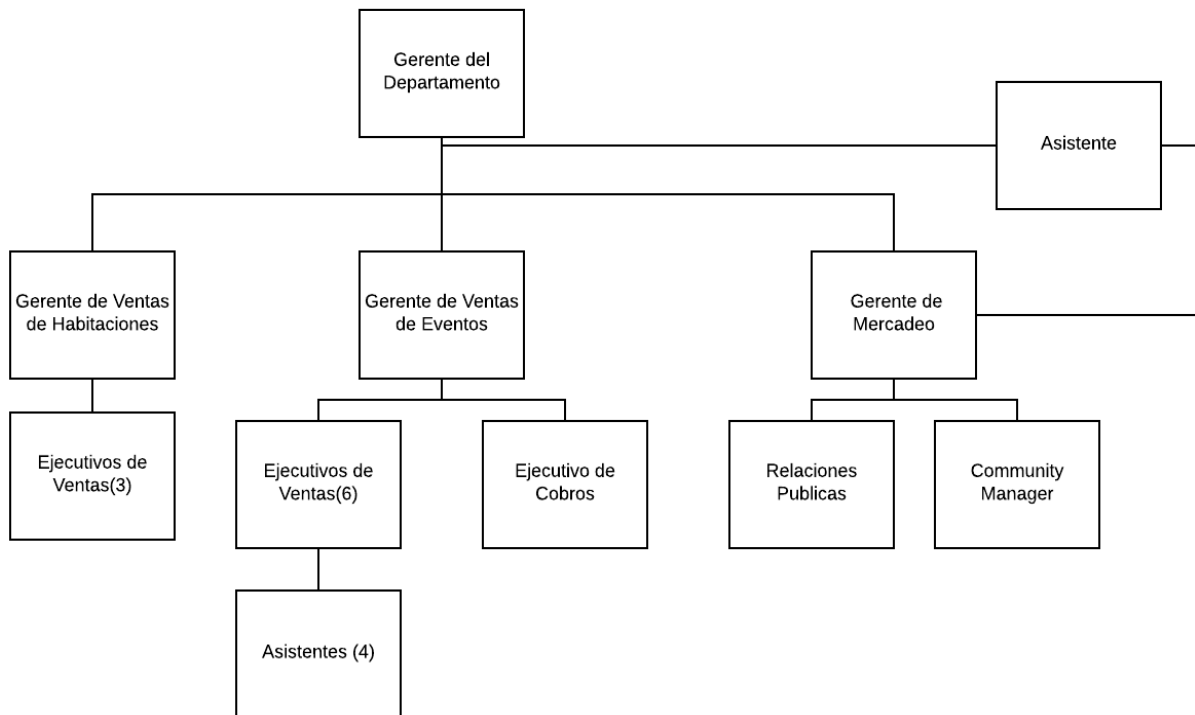 Gerente del
Departamento
Asistente
Gerente de Ventas
de Habitaciones
Gerente de Ventas
de Eventos
Gerente de
Mercadeo
Ejecutivos de
Ventas(3)
Ejecutivos de
Ventas(6)
Ejecutivo de
Cobros
Relaciones
Publicas
Community
Manager
Asistentes (4)